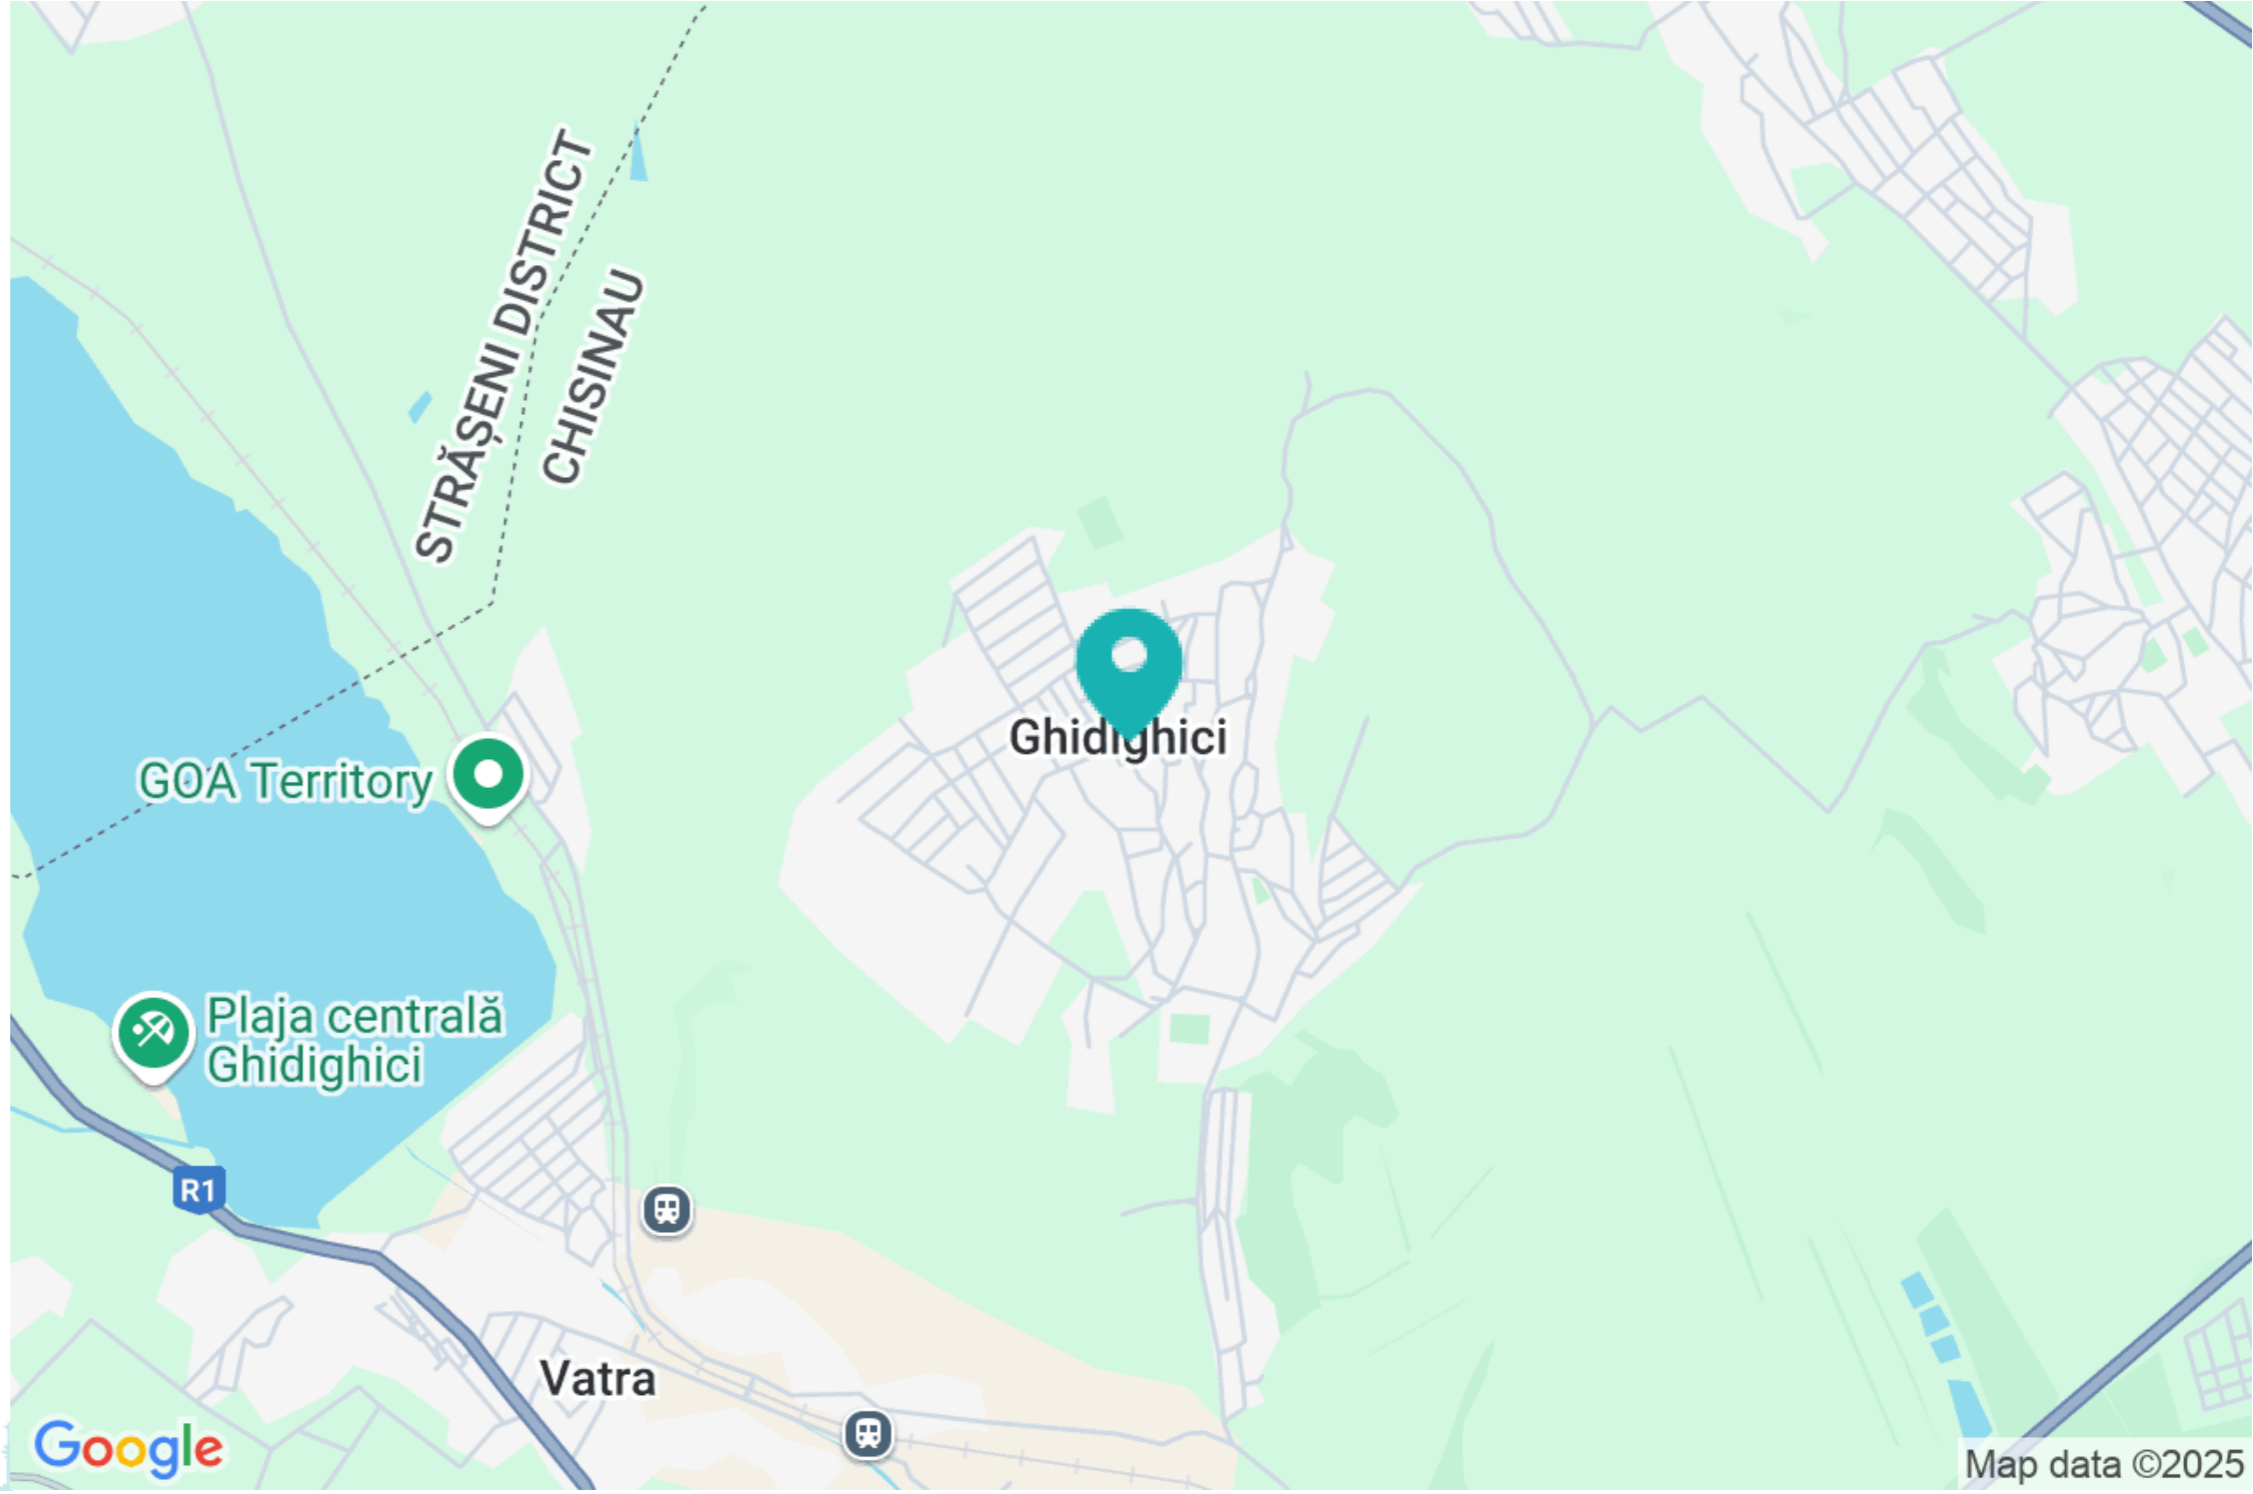 STRĂȘENI DISTRICT
CHISINAU
Ghidighici
GOA Territory
Plaja centrală
Ghidighici
R1
Vatra
Google
Map data ©2025